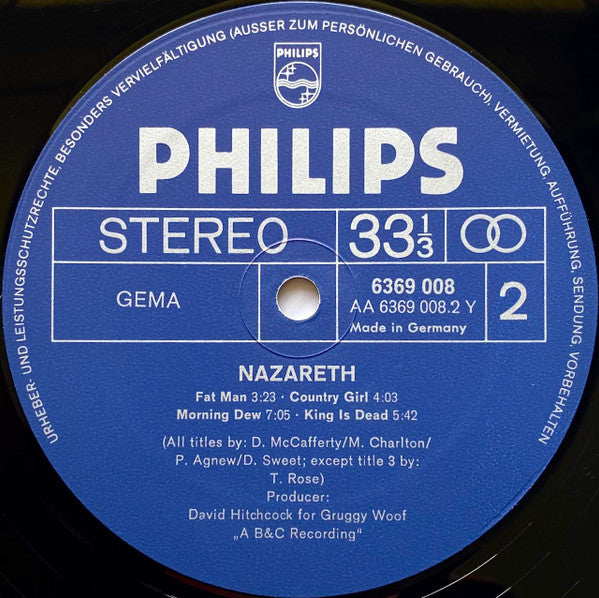 URHEBER- UND LEISTUNGSSCHUTZRECHTE, BESONDERS VERVIELFÄLTIGUNG (AUSSER ZUM PERSÖNLICHEN GEBRAUCH), VERMIETUNG, AUFFÜHRUNG, SENDUNG, VORBEHALTEN
PHILIPS
PHILIPS
STEREO 33 1/3
GEMA
6369 008
AA 6369 008.2 Y
Made in Germany
2
NAZARETH
Fat Man 3:23 · Country Girl 4:03
Morning Dew 7:05 · King Is Dead 5:42
(All titles by: D. McCafferty/M. Charlton/
P. Agnew/D. Sweet; except title 3 by:
T. Rose)
Producer:
David Hitchcock for Gruggy Woof
„A B&C Recording“